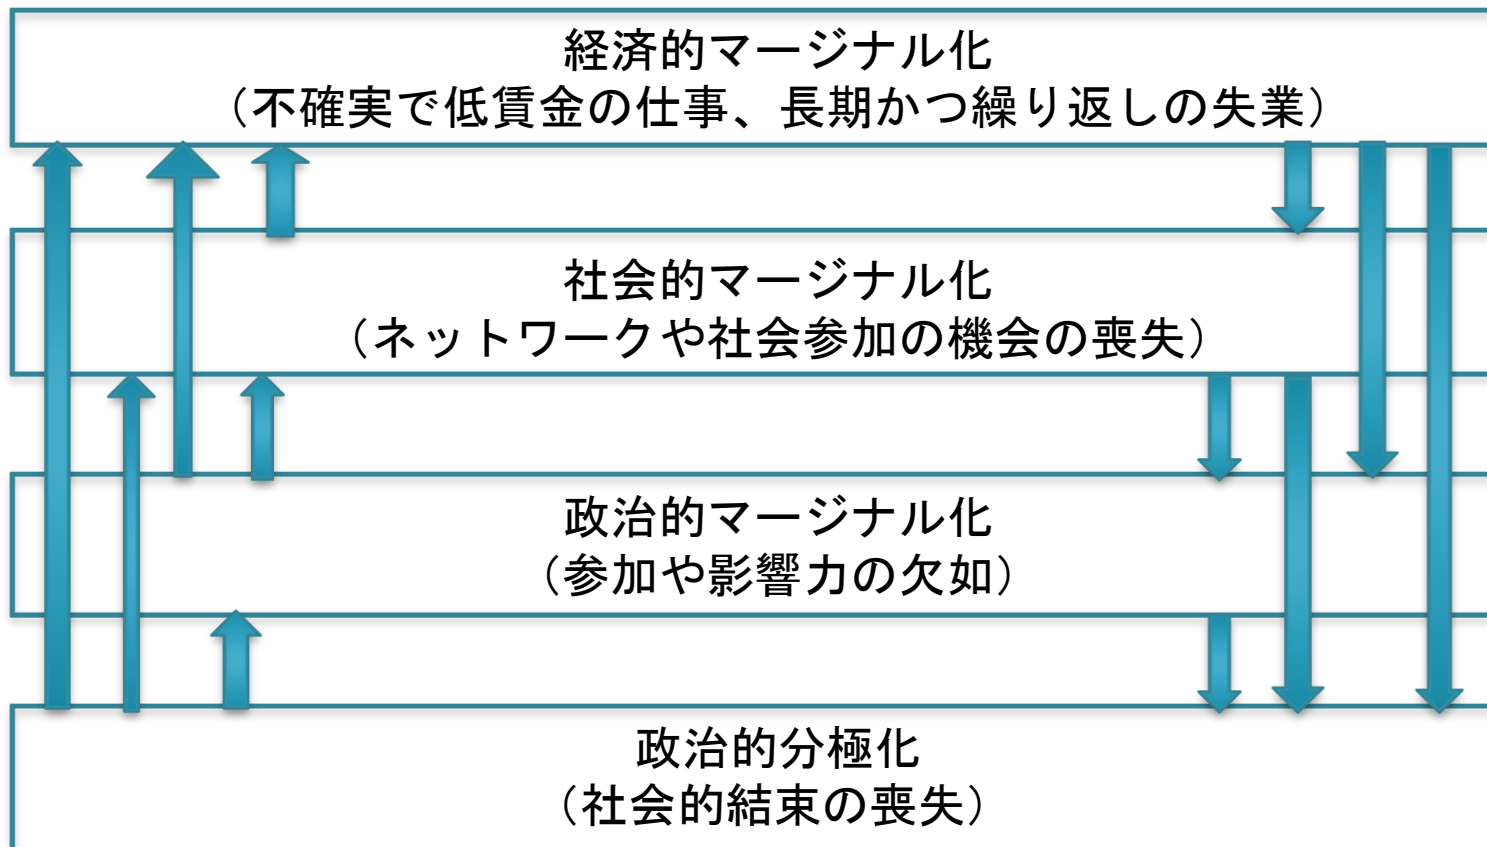 経済的マージナル化
（不確実で低賃金の仕事、長期かつ繰り返しの失業）
社会的マージナル化
（ネットワークや社会参加の機会の喪失）
政治的マージナル化
（参加や影響力の欠如）
政治的分極化
（社会的結束の喪失）